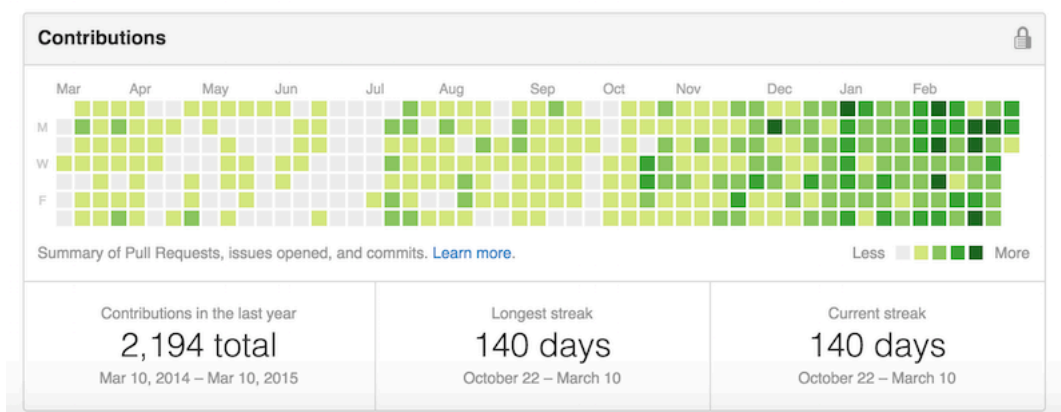 Contributions
Mar Apr May Jun Jul Aug Sep Oct Nov Dec Jan Feb
M
W
F
Summary of Pull Requests, issues opened, and commits. Learn more.
Less More
Contributions in the last year
2,194 total
Mar 10, 2014 – Mar 10, 2015
Longest streak
140 days
October 22 – March 10
Current streak
140 days
October 22 – March 10